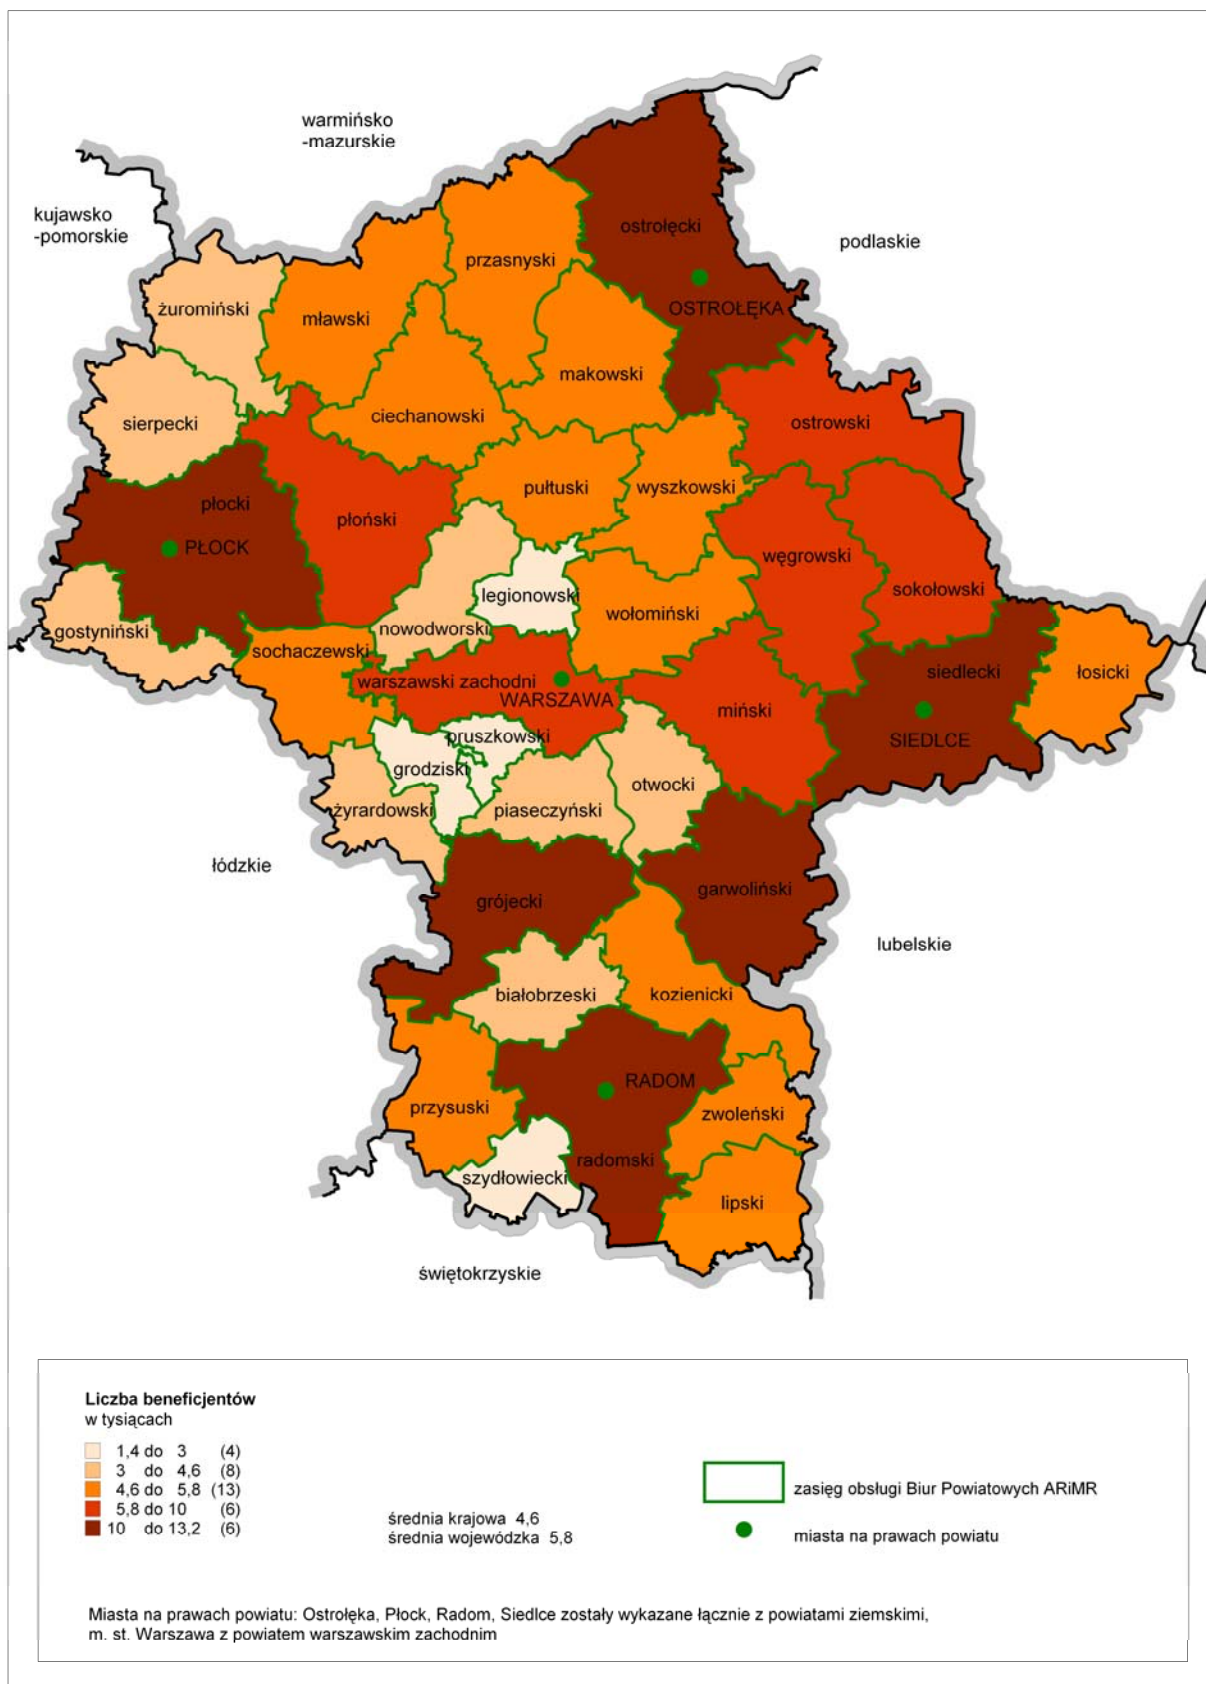 warmińsko
-mazurskie
kujawsko
-pomorskie
podlaskie
ostrołęcki
przasnyski
OSTROŁĘKA
żuromiński
mławski
makowski
ciechanowski
sierpecki
ostrowski
pułtuski
wyszkowski
płocki
płoński
PŁOCK
węgrowski
sokołowski
legionowski
wołomiński
gostyniński
nowodworski
sochaczewski
siedlecki
łosicki
warszawski zachodni
WARSZAWA
miński
SIEDLCE
pruszkowski
grodziski
otwocki
żyrardowski
piaseczyński
łódzkie
garwoliński
grójecki
lubelskie
białobrzeski
kozienicki
RADOM
przysuski
zwoleński
radomski
szydłowiecki
lipski
świętokrzyskie
Liczba beneficjentów
w tysiącach
1,4 do 3 (4)
3 do 4,6 (8)
4,6 do 5,8 (13)
5,8 do 10 (6)
10 do 13,2 (6)
średnia krajowa 4,6
średnia wojewódzka 5,8
zasięg obsługi Biur Powiatowych ARiMR
miasta na prawach powiatu
Miasta na prawach powiatu: Ostrołęka, Płock, Radom, Siedlce zostały wykazane łącznie z powiatami ziemskimi,
m. st. Warszawa z powiatem warszawskim zachodnim